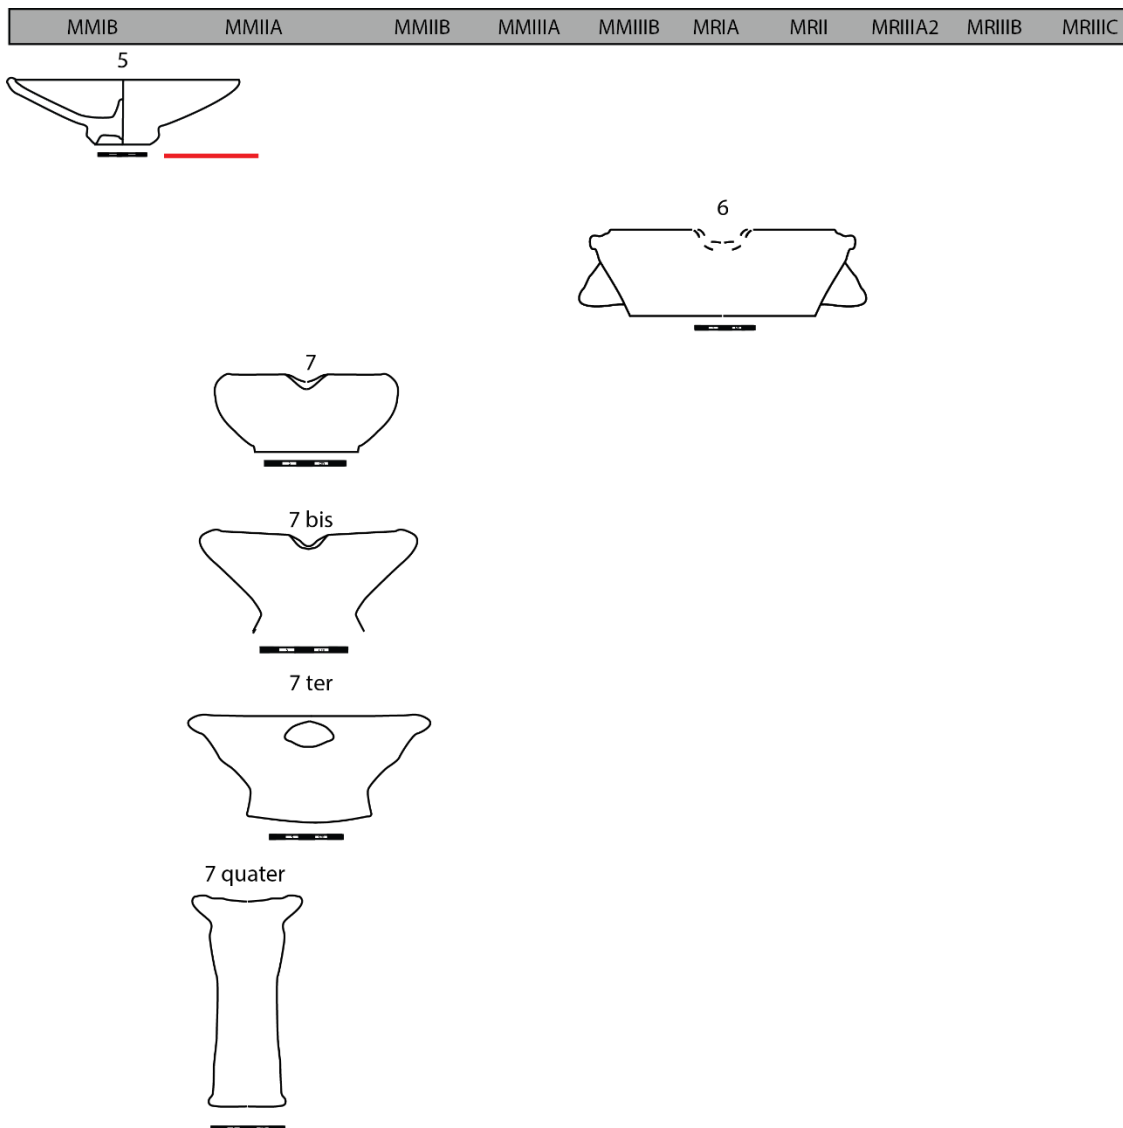 MMIB MMIIA MMIIB MMIIIA MMIIIB MRIA MRII MRIIIA2 MRIIIB MRIIIC
5
6
7
7 bis
7 ter
7 quater